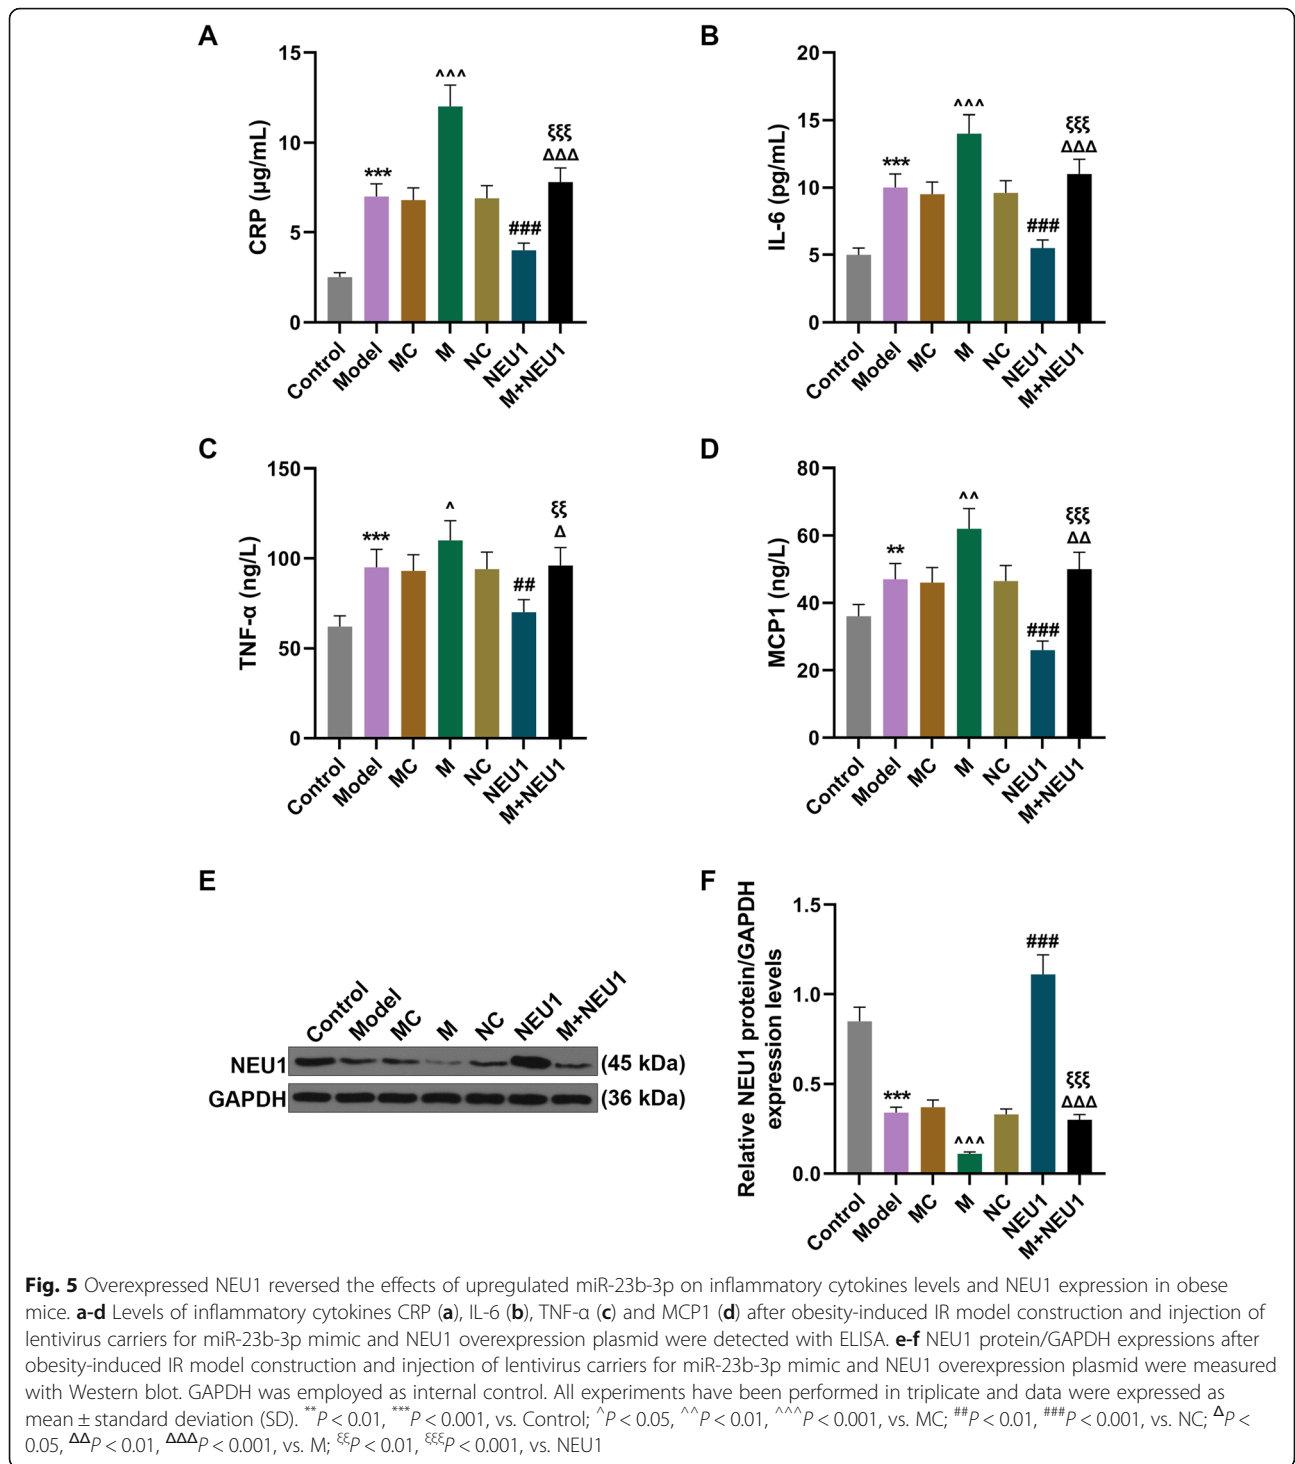 A
CRP (µg/mL)
15
10
5
0
***
^^^
###
ξξξ
ΔΔΔ
Control
Model
MC
M
NC
NEU1
M+NEU1
B
IL-6 (pg/mL)
20
15
10
5
0
***
^^^
###
ξξξ
ΔΔΔ
Control
Model
MC
M
NC
NEU1
M+NEU1
C
TNF-α (ng/L)
150
100
50
0
***
^
##
ξξ
Δ
Control
Model
MC
M
NC
NEU1
M+NEU1
D
MCP1 (ng/L)
80
60
40
20
0
**
^^
###
ξξξ
ΔΔ
Control
Model
MC
M
NC
NEU1
M+NEU1
E
Control
Model
MC
M
NC
NEU1
M+NEU1
NEU1 (45 kDa)
GAPDH (36 kDa)
F
Relative NEU1 protein/GAPDH
expression levels
1.5
1.0
0.5
0.0
***
^^^
###
ξξξ
ΔΔΔ
Control
Model
MC
M
NC
NEU1
M+NEU1
Fig. 5 Overexpressed NEU1 reversed the effects of upregulated miR-23b-3p on inflammatory cytokines levels and NEU1 expression in obese
mice. a-d Levels of inflammatory cytokines CRP (a), IL-6 (b), TNF-α (c) and MCP1 (d) after obesity-induced IR model construction and injection of
lentivirus carriers for miR-23b-3p mimic and NEU1 overexpression plasmid were detected with ELISA. e-f NEU1 protein/GAPDH expressions after
obesity-induced IR model construction and injection of lentivirus carriers for miR-23b-3p mimic and NEU1 overexpression plasmid were measured
with Western blot. GAPDH was employed as internal control. All experiments have been performed in triplicate and data were expressed as
mean ± standard deviation (SD). **P < 0.01, ***P < 0.001, vs. Control; ^P < 0.05, ^^P < 0.01, ^^^P < 0.001, vs. MC; ##P < 0.01, ###P < 0.001, vs. NC; ΔP <
0.05, ΔΔP < 0.01, ΔΔΔP < 0.001, vs. M; ξξP < 0.01, ξξξP < 0.001, vs. NEU1